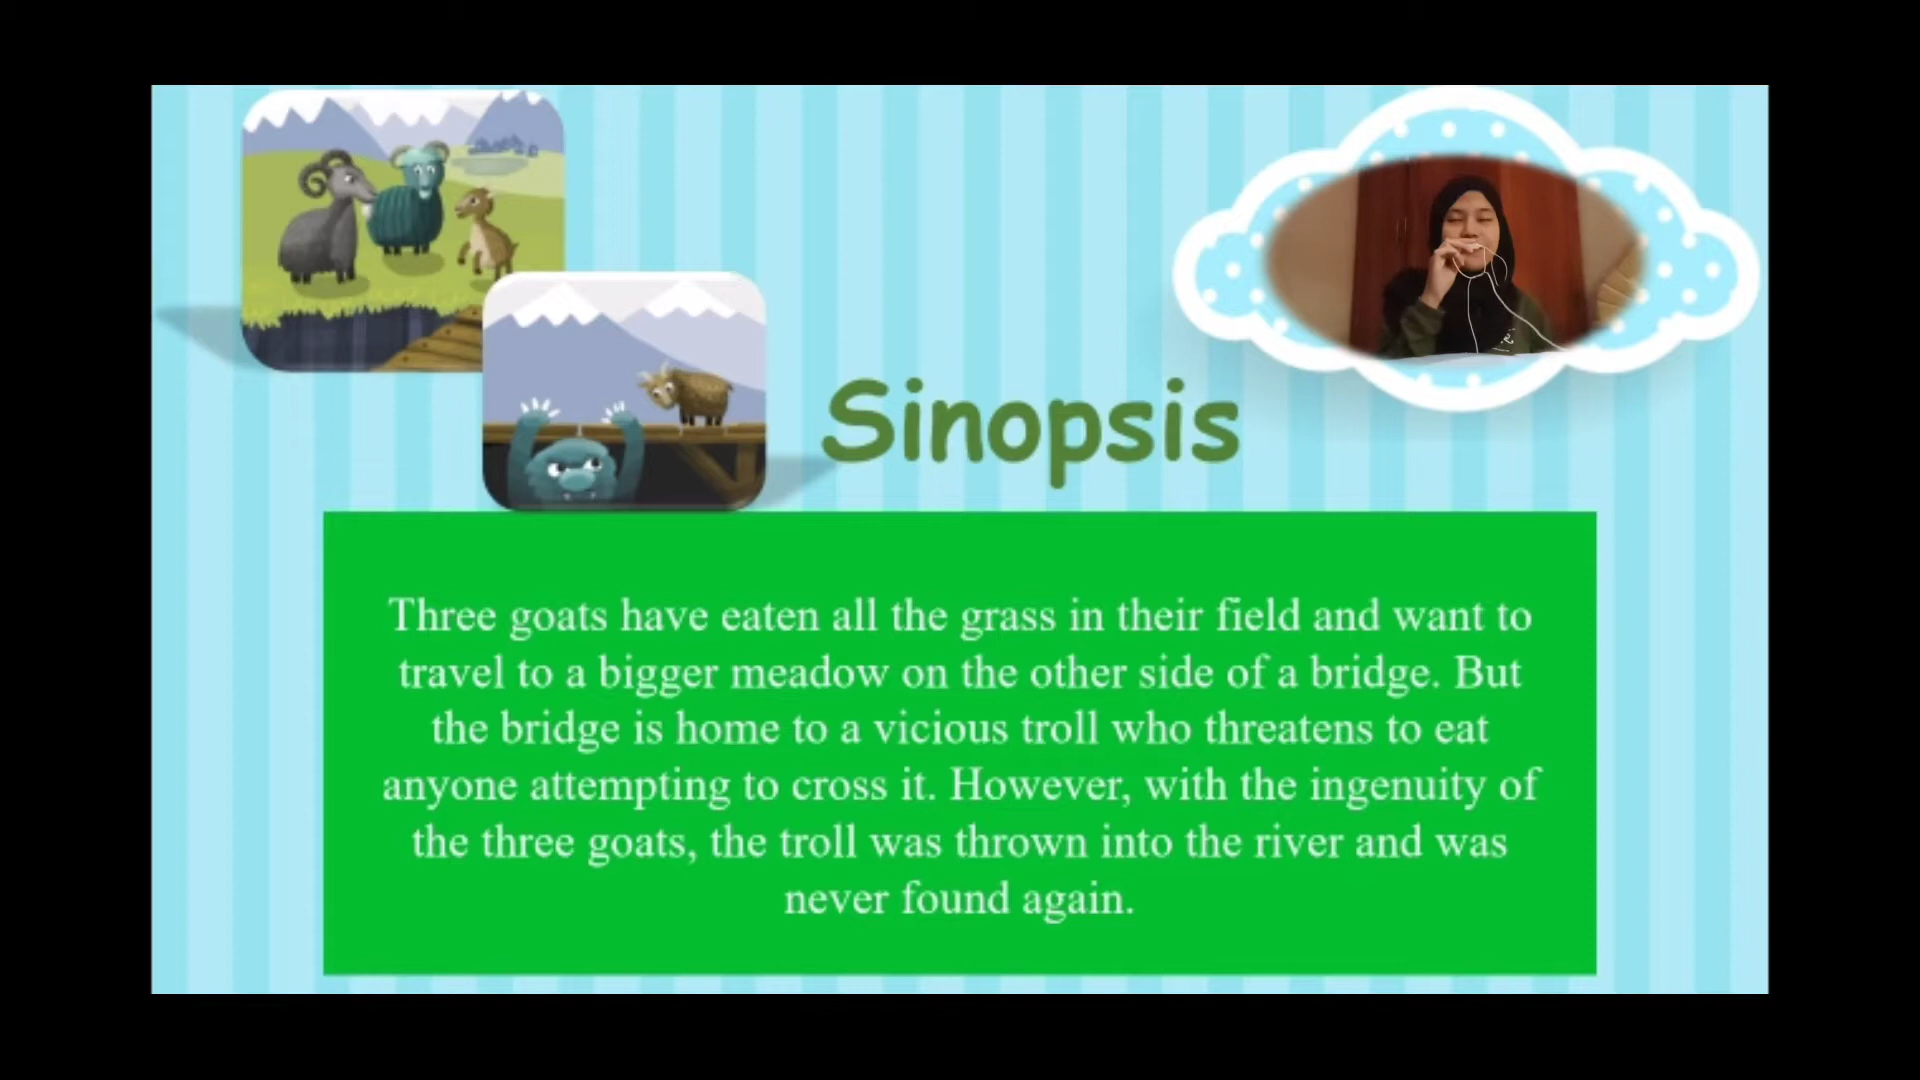 Sinopsis
Three goats have eaten all the grass in their field and want to
travel to a bigger meadow on the other side of a bridge. But
the bridge is home to a vicious troll who threatens to eat
anyone attempting to cross it. However, with the ingenuity of
the three goats, the troll was thrown into the river and was
never found again.